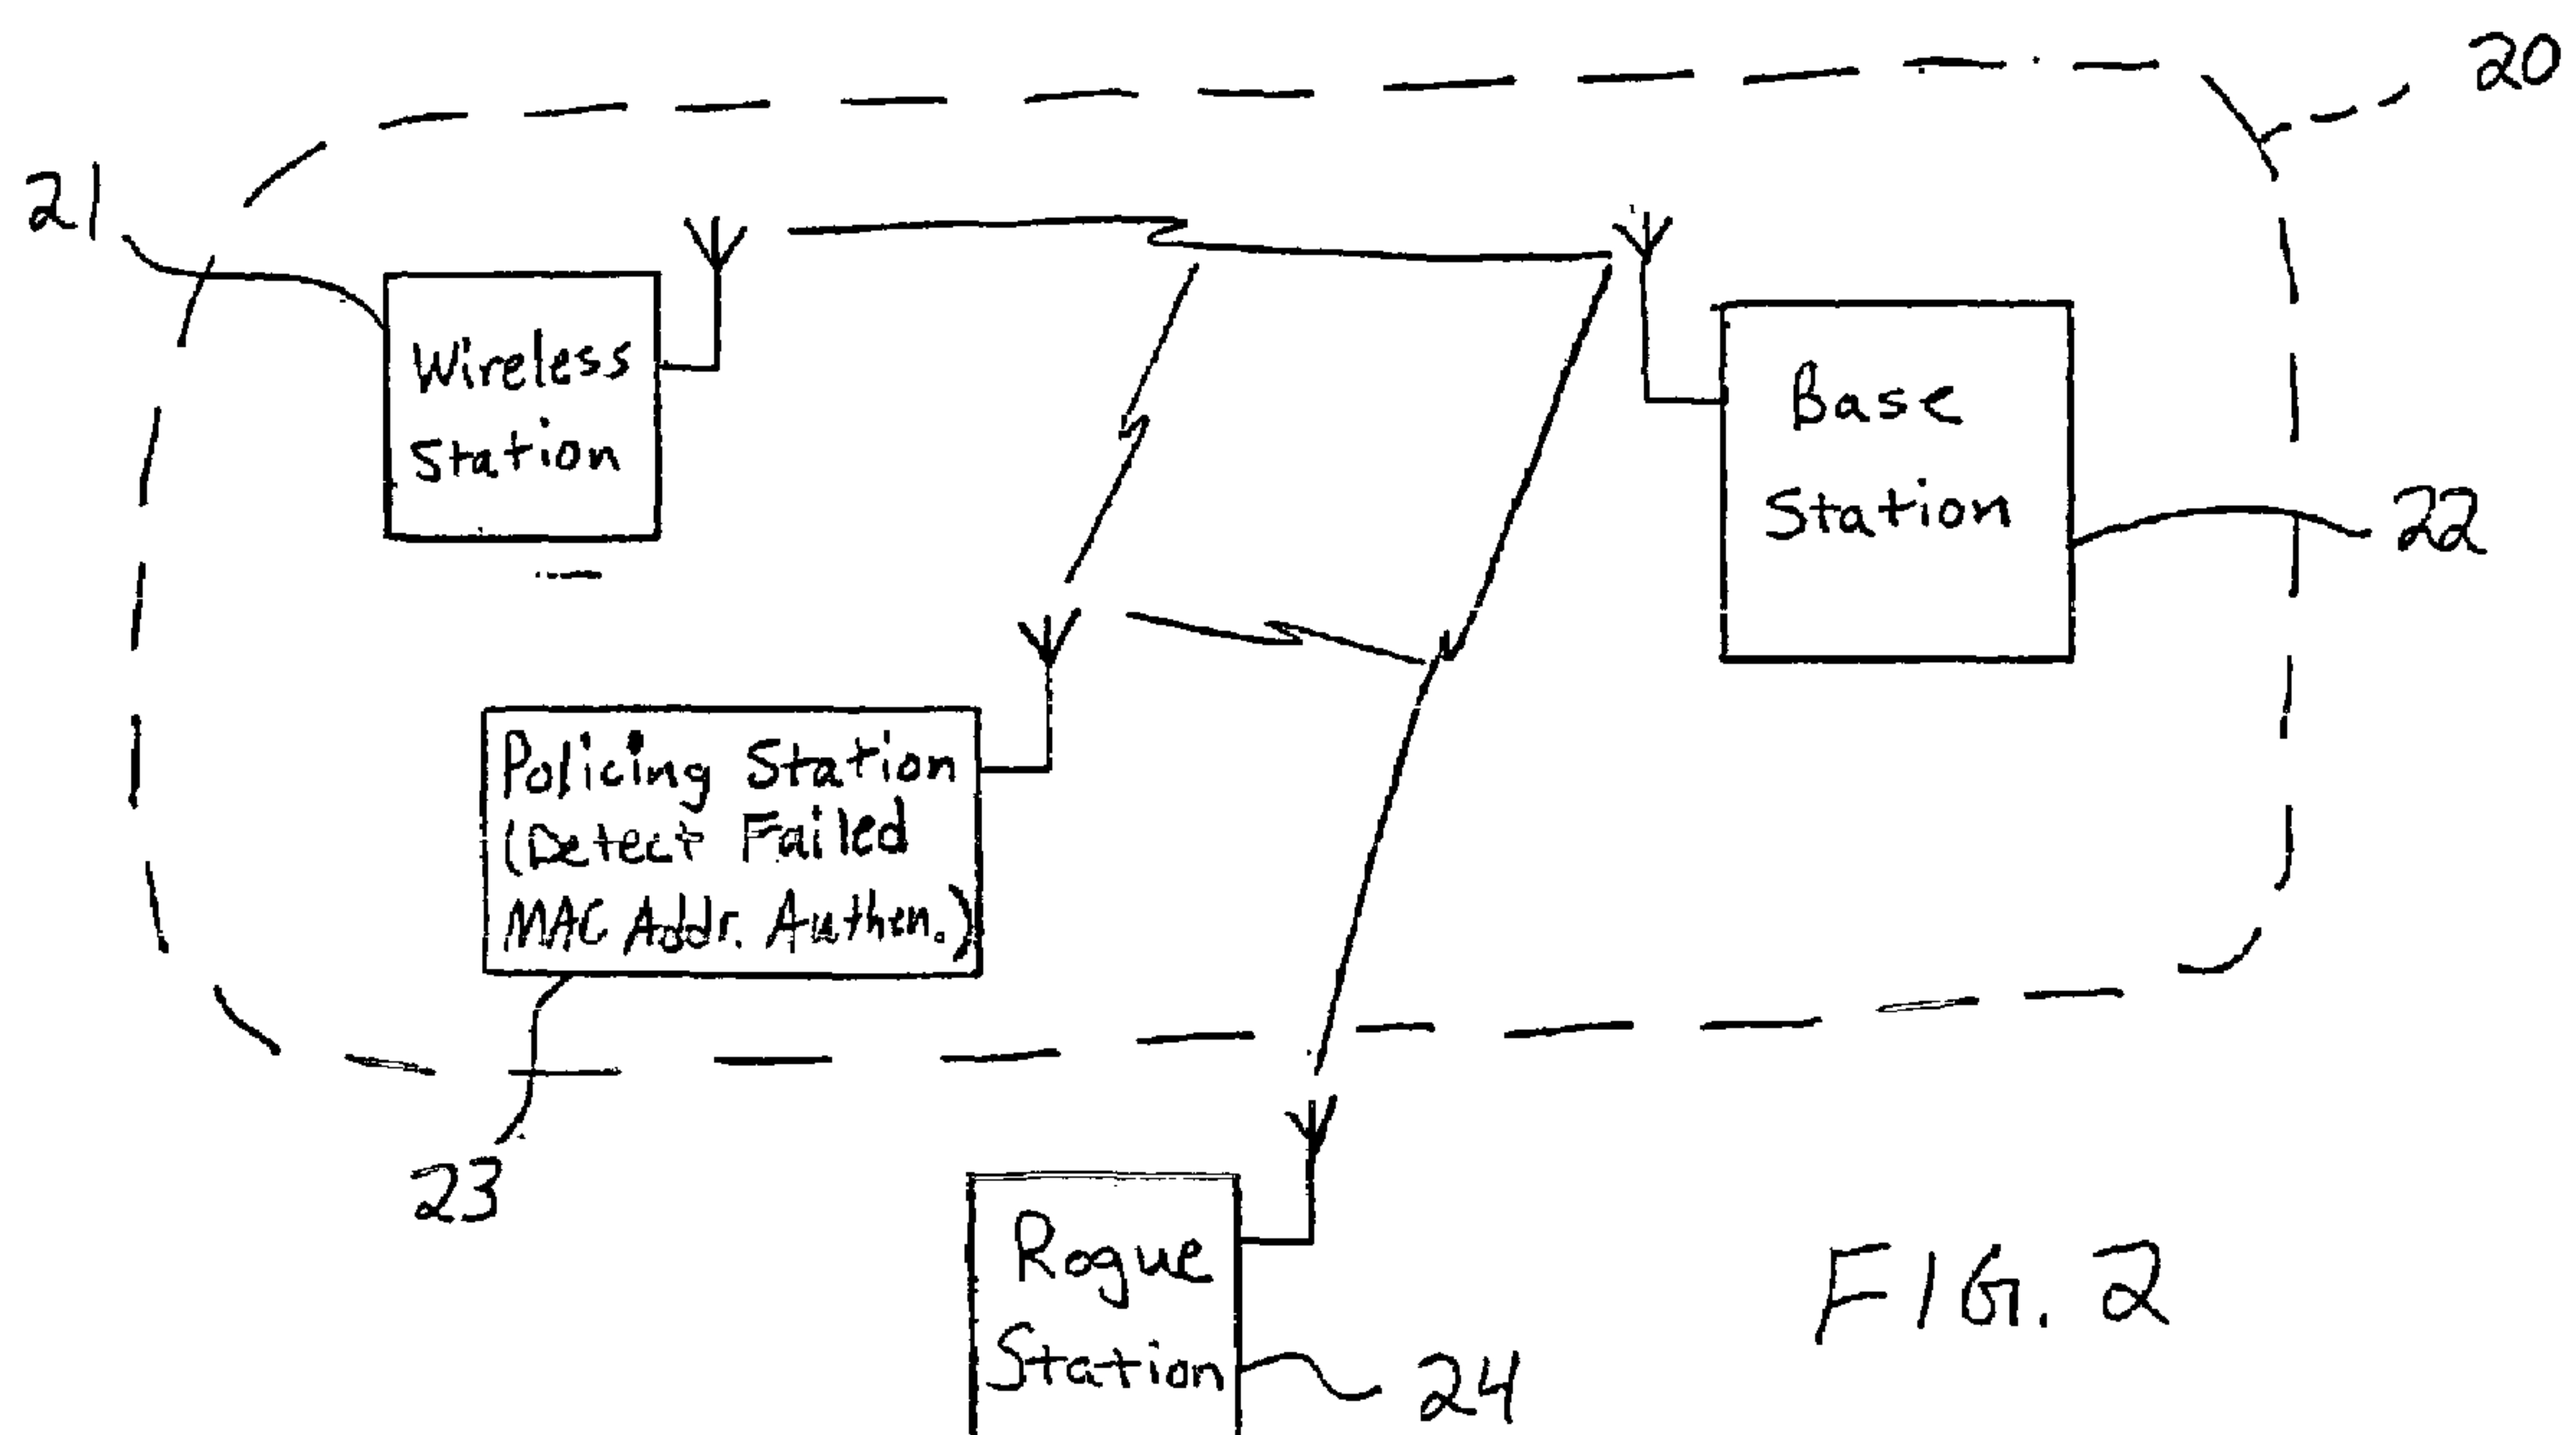 20
21
Wireless
Station
Base
Station
22
Policing Station
(Detect Failed
MAC Addr. Authen.)
23
Rogue
Station
24
FIG. 2